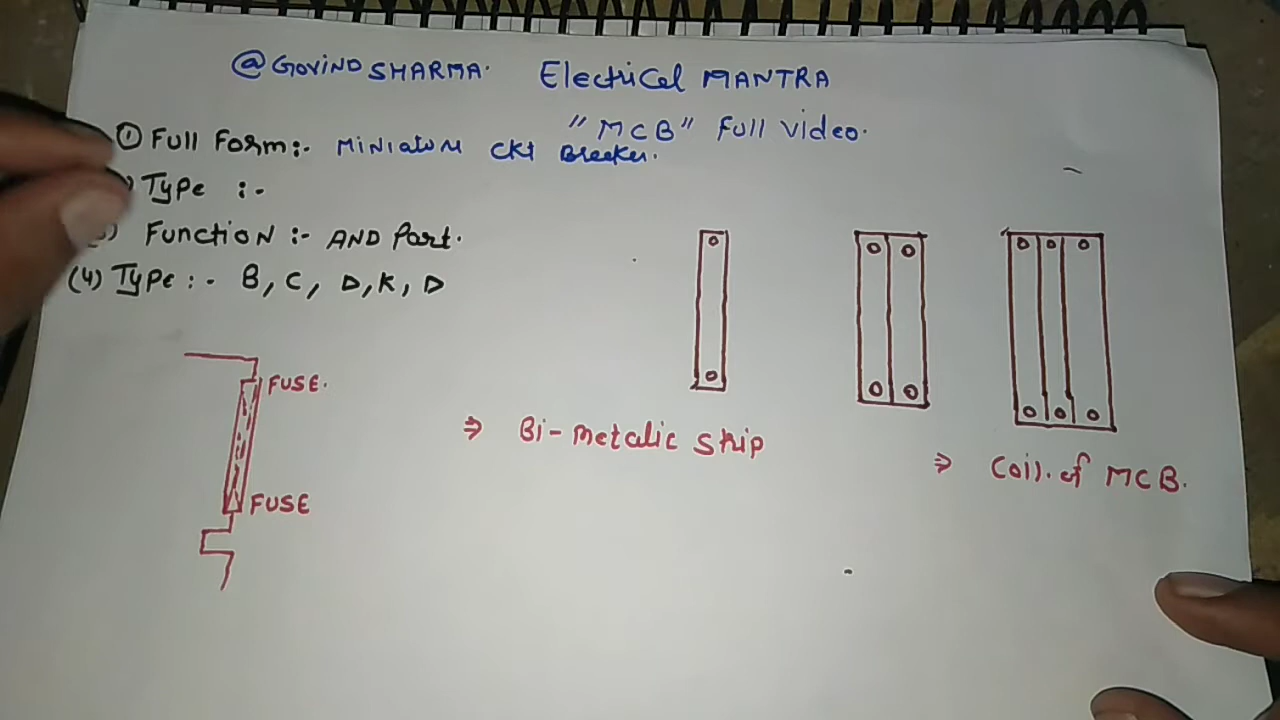 @GOVIND SHARMA. Electrical MANTRA
"MCB" Full Video.
① Full Form:- Miniature Ckt Breaker.
) Type :-
) Function :- AND Part.
(4) Type :- B, C, D, K, D
FUSE.
⇒ Bi-metalic strip
⇒ Coil. of MCB.
FUSE